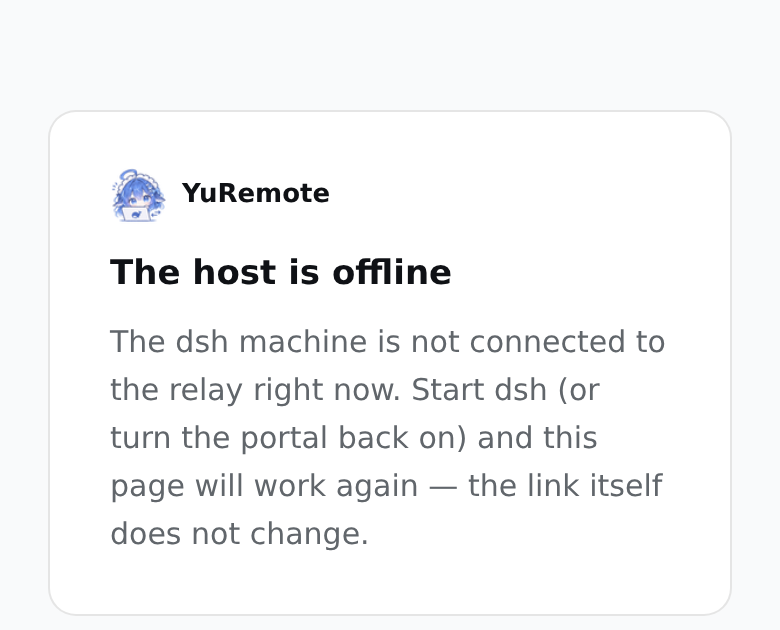 YuRemote
The host is offline
The dsh machine is not connected to
the relay right now. Start dsh (or
turn the portal back on) and this
page will work again — the link itself
does not change.